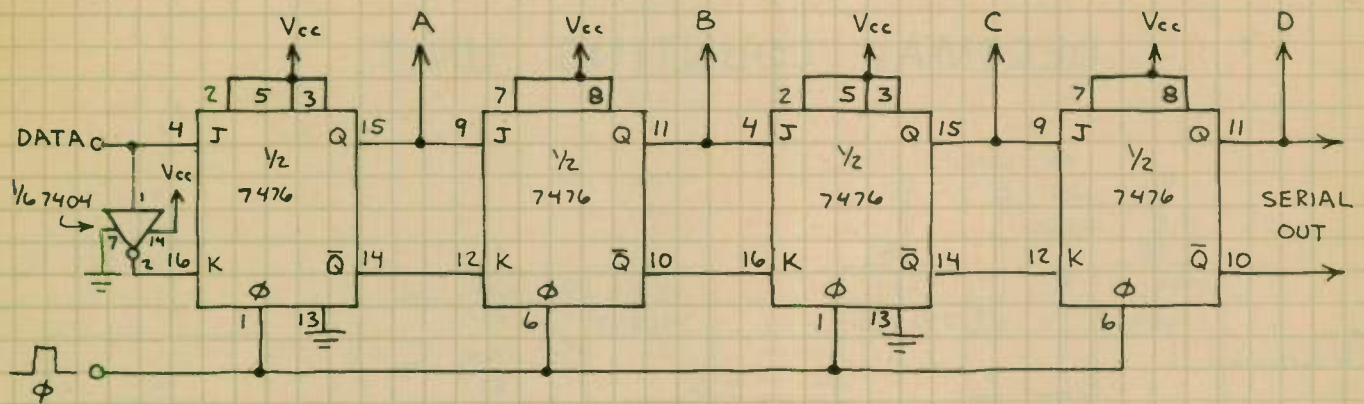 Vcc A Vcc B Vcc C Vcc D
2 5 3 7 8 2 5 3 7 8
DATA 4 J Q 15 9 J Q 11 4 J Q 15 9 J Q 11
1/2 1/2 1/2 1/2
Vcc
1/6 7404 1 7476 7476 7476 7476 SERIAL
7 14 OUT
2 16 K Q̅ 14 12 K Q̅ 10 16 K Q̅ 14 12 K Q̅ 10
Φ Φ Φ Φ
1 13 6 1 13 6
Φ